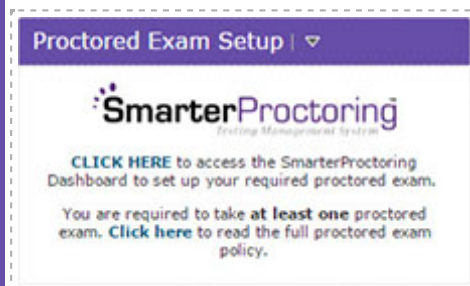 Proctored Exam Setup
SmarterProctoring
Testing Management System
CLICK HERE to access the SmarterProctoring
Dashboard to set up your required proctored exam.
You are required to take at least one proctored
exam. Click here to read the full proctored exam
policy.